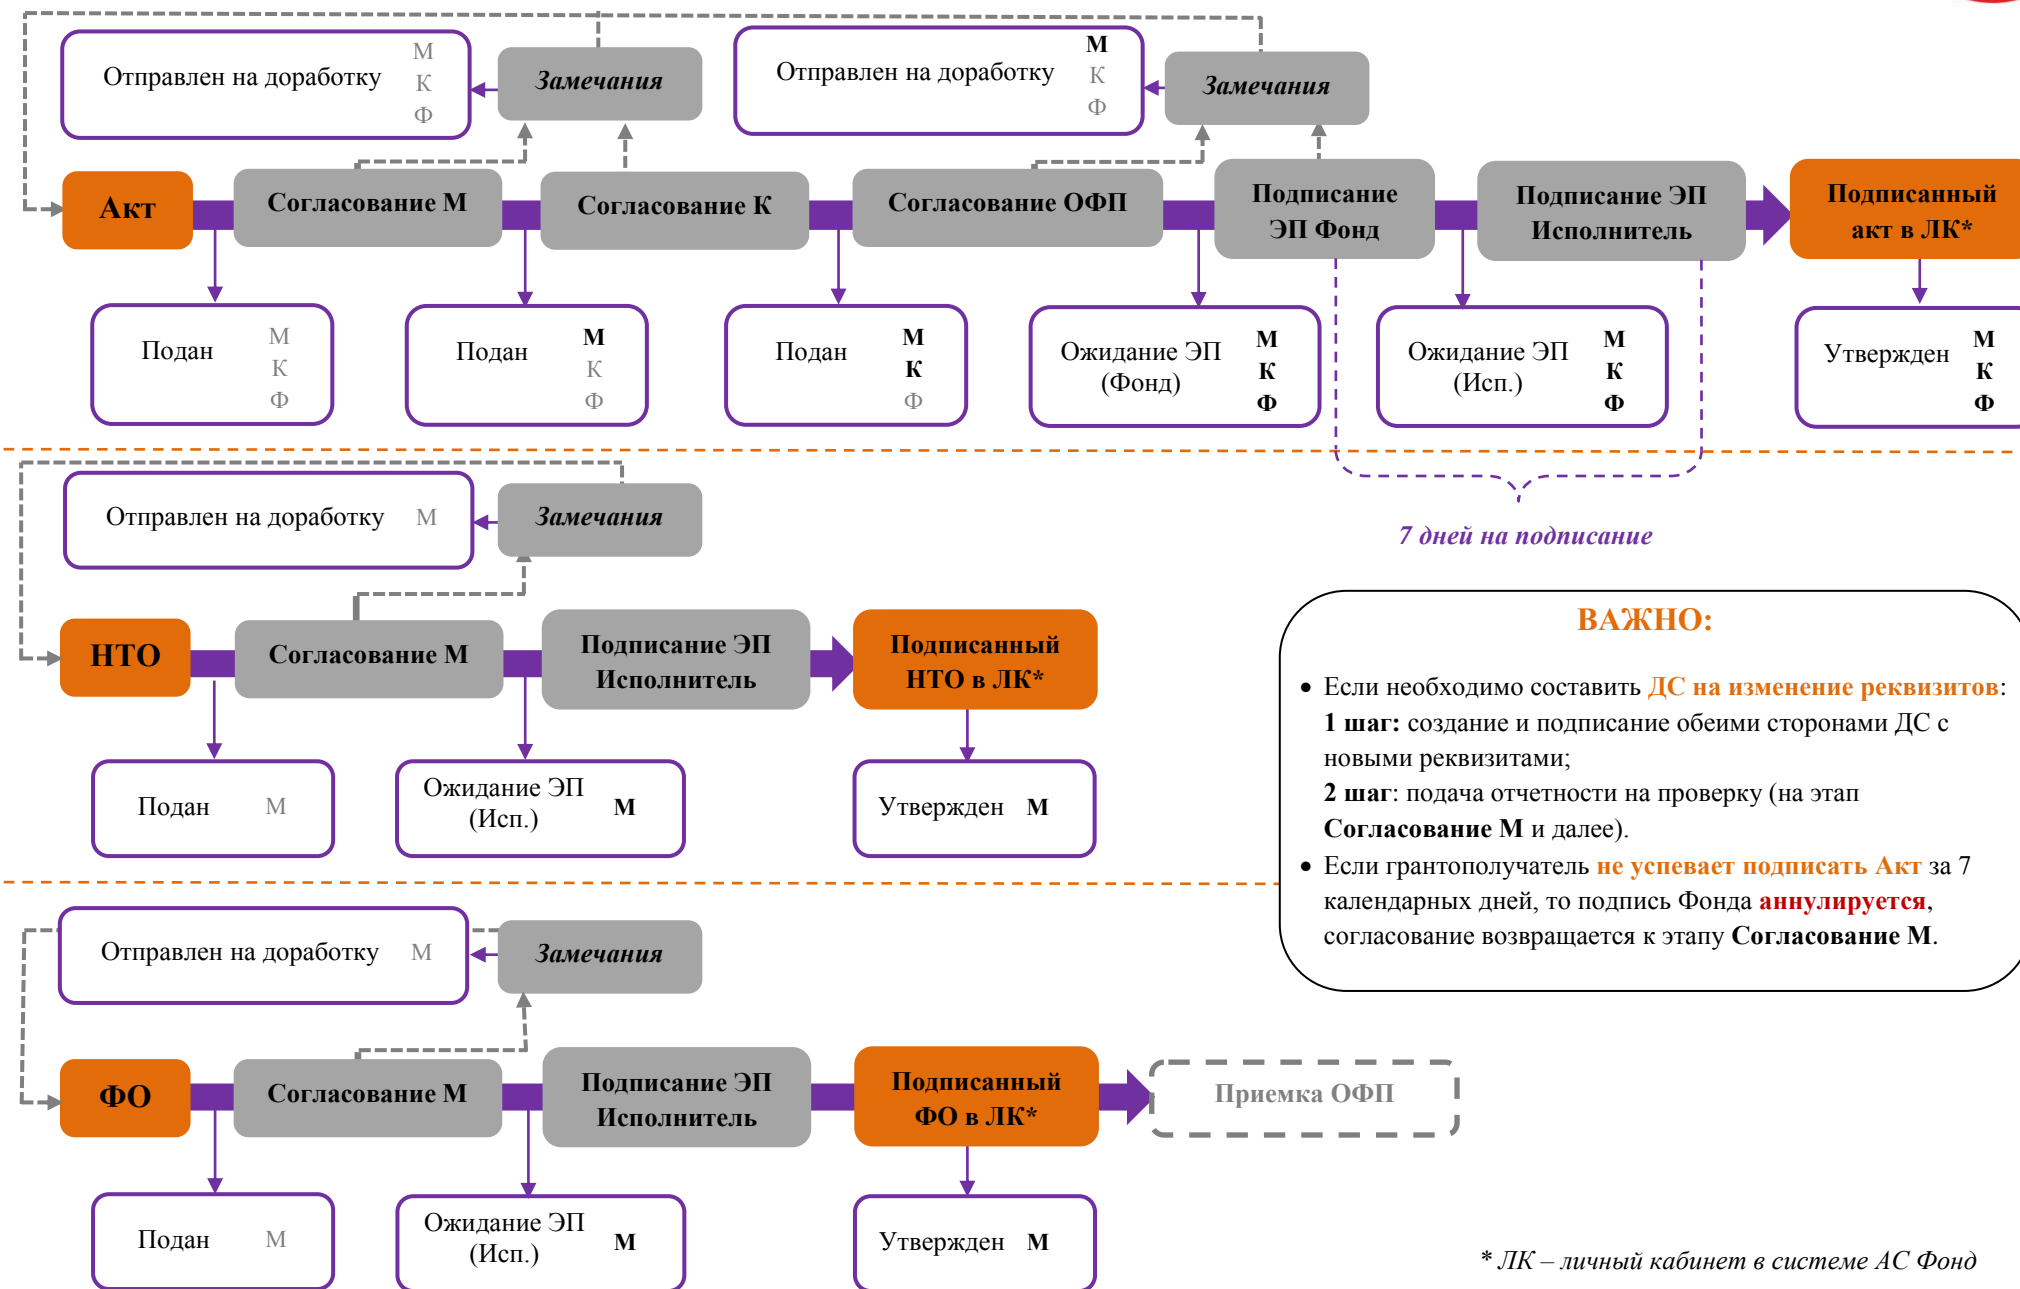 Отправлен на доработку
М
К
Ф
Замечания
Отправлен на доработку
М
К
Ф
Замечания
Акт
Согласование М
Согласование К
Согласование ОФП
Подписание
ЭП Фонд
Подписание ЭП
Исполнитель
Подписанный
акт в ЛК*
Подан
М
К
Ф
Подан
М
К
Ф
Подан
М
К
Ф
Ожидание ЭП
(Фонд)
М
К
Ф
Ожидание ЭП
(Исп.)
М
К
Ф
Утвержден
М
К
Ф
7 дней на подписание
Отправлен на доработку М
Замечания
НТО
Согласование М
Подписание ЭП
Исполнитель
Подписанный
НТО в ЛК*
Подан М
Ожидание ЭП
(Исп.)
М
Утвержден М
ВАЖНО:
• Если необходимо составить ДС на изменение реквизитов:
1 шаг: создание и подписание обеими сторонами ДС с
новыми реквизитами;
2 шаг: подача отчетности на проверку (на этап
Согласование М и далее).
• Если грантополучатель не успевает подписать Акт за 7
календарных дней, то подпись Фонда аннулируется,
согласование возвращается к этапу Согласование М.
Отправлен на доработку М
Замечания
ФО
Согласование М
Подписание ЭП
Исполнитель
Подписанный
ФО в ЛК*
Приемка ОФП
Подан М
Ожидание ЭП
(Исп.)
М
Утвержден М
* ЛК – личный кабинет в системе АС Фонд